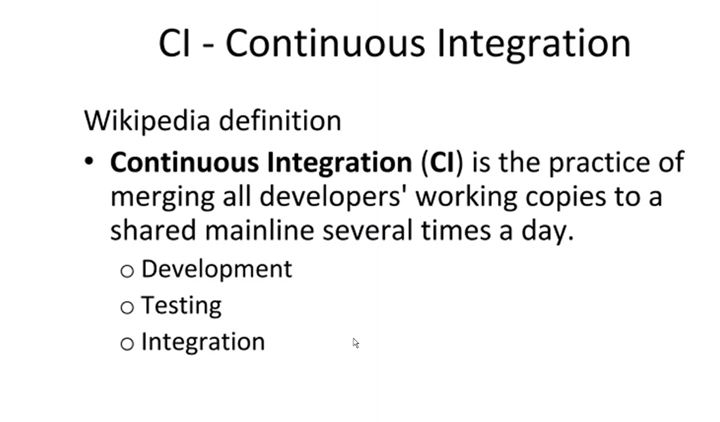 CI - Continuous Integration
Wikipedia definition
• Continuous Integration (CI) is the practice of
merging all developers' working copies to a
shared mainline several times a day.
o Development
o Testing
o Integration